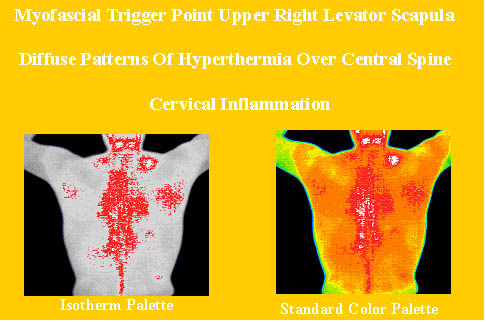 Myofascial Trigger Point Upper Right Levator Scapula
Diffuse Patterns Of Hyperthermia Over Central Spine
Cervical Inflammation
Isotherm Palette
Standard Color Palette